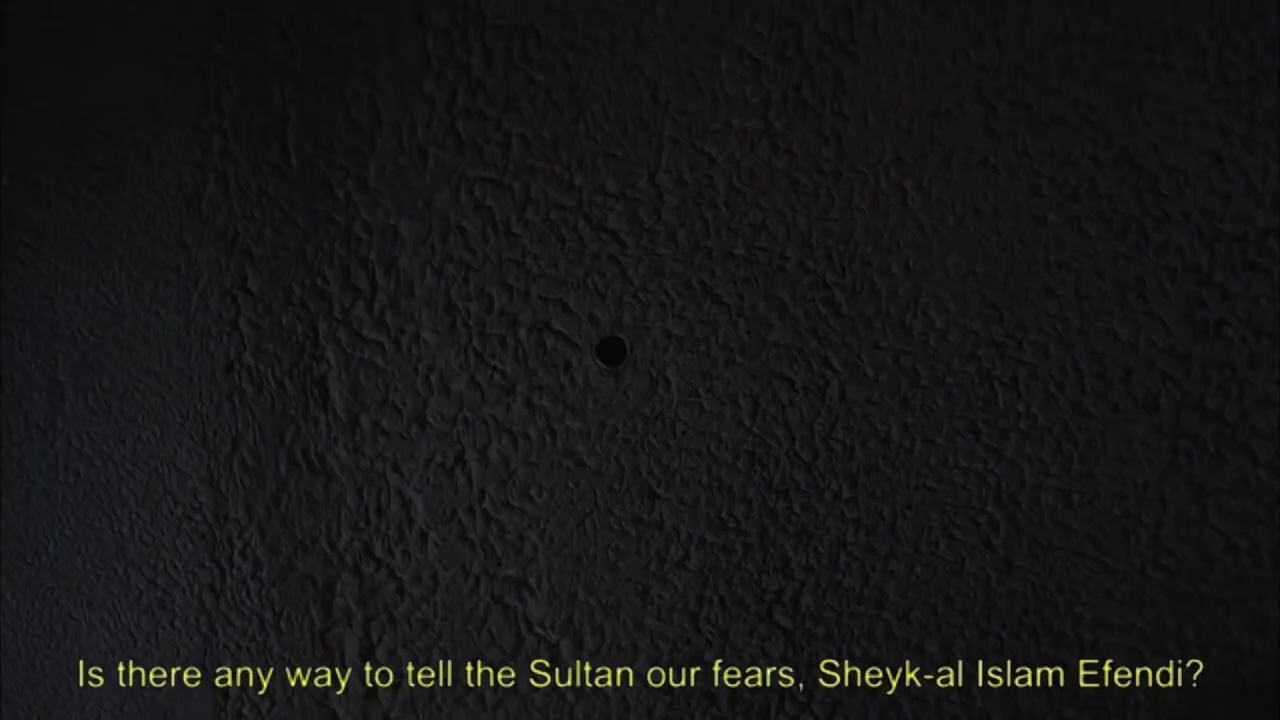 Is there any way to tell the Sultan our fears, Sheyk-al Islam Efendi?